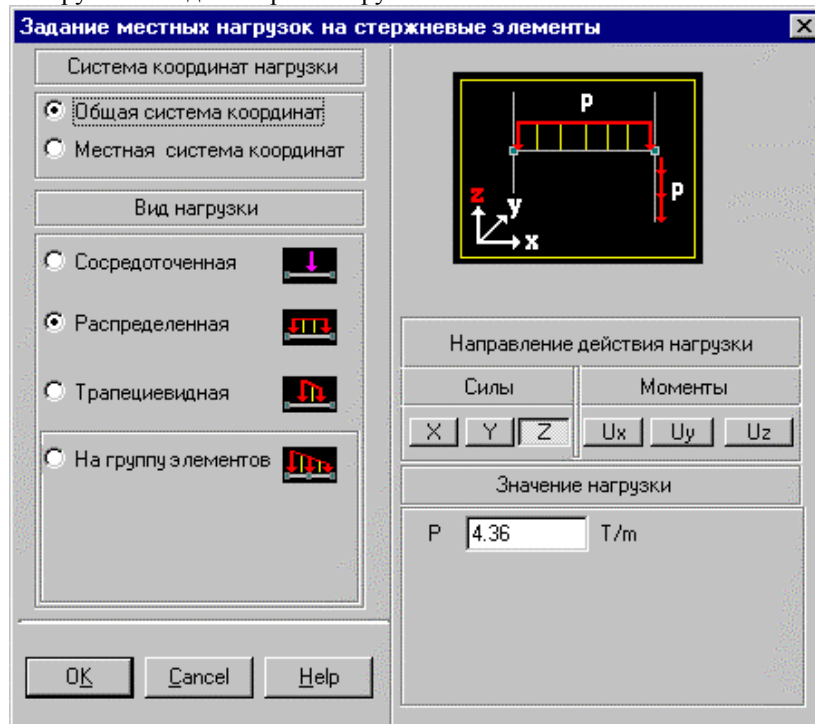 Задание местных нагрузок на стержневые элементы
Система координат нагрузки
Общая система координат
Местная система координат
Вид нагрузки
Сосредоточенная
Распределенная
Трапециевидная
На группу элементов
OK
Cancel
Help
P
P
z
y
x
Направление действия нагрузки
Силы
Моменты
X Y Z
Ux Uy Uz
Значение нагрузки
P 4.36 T/m